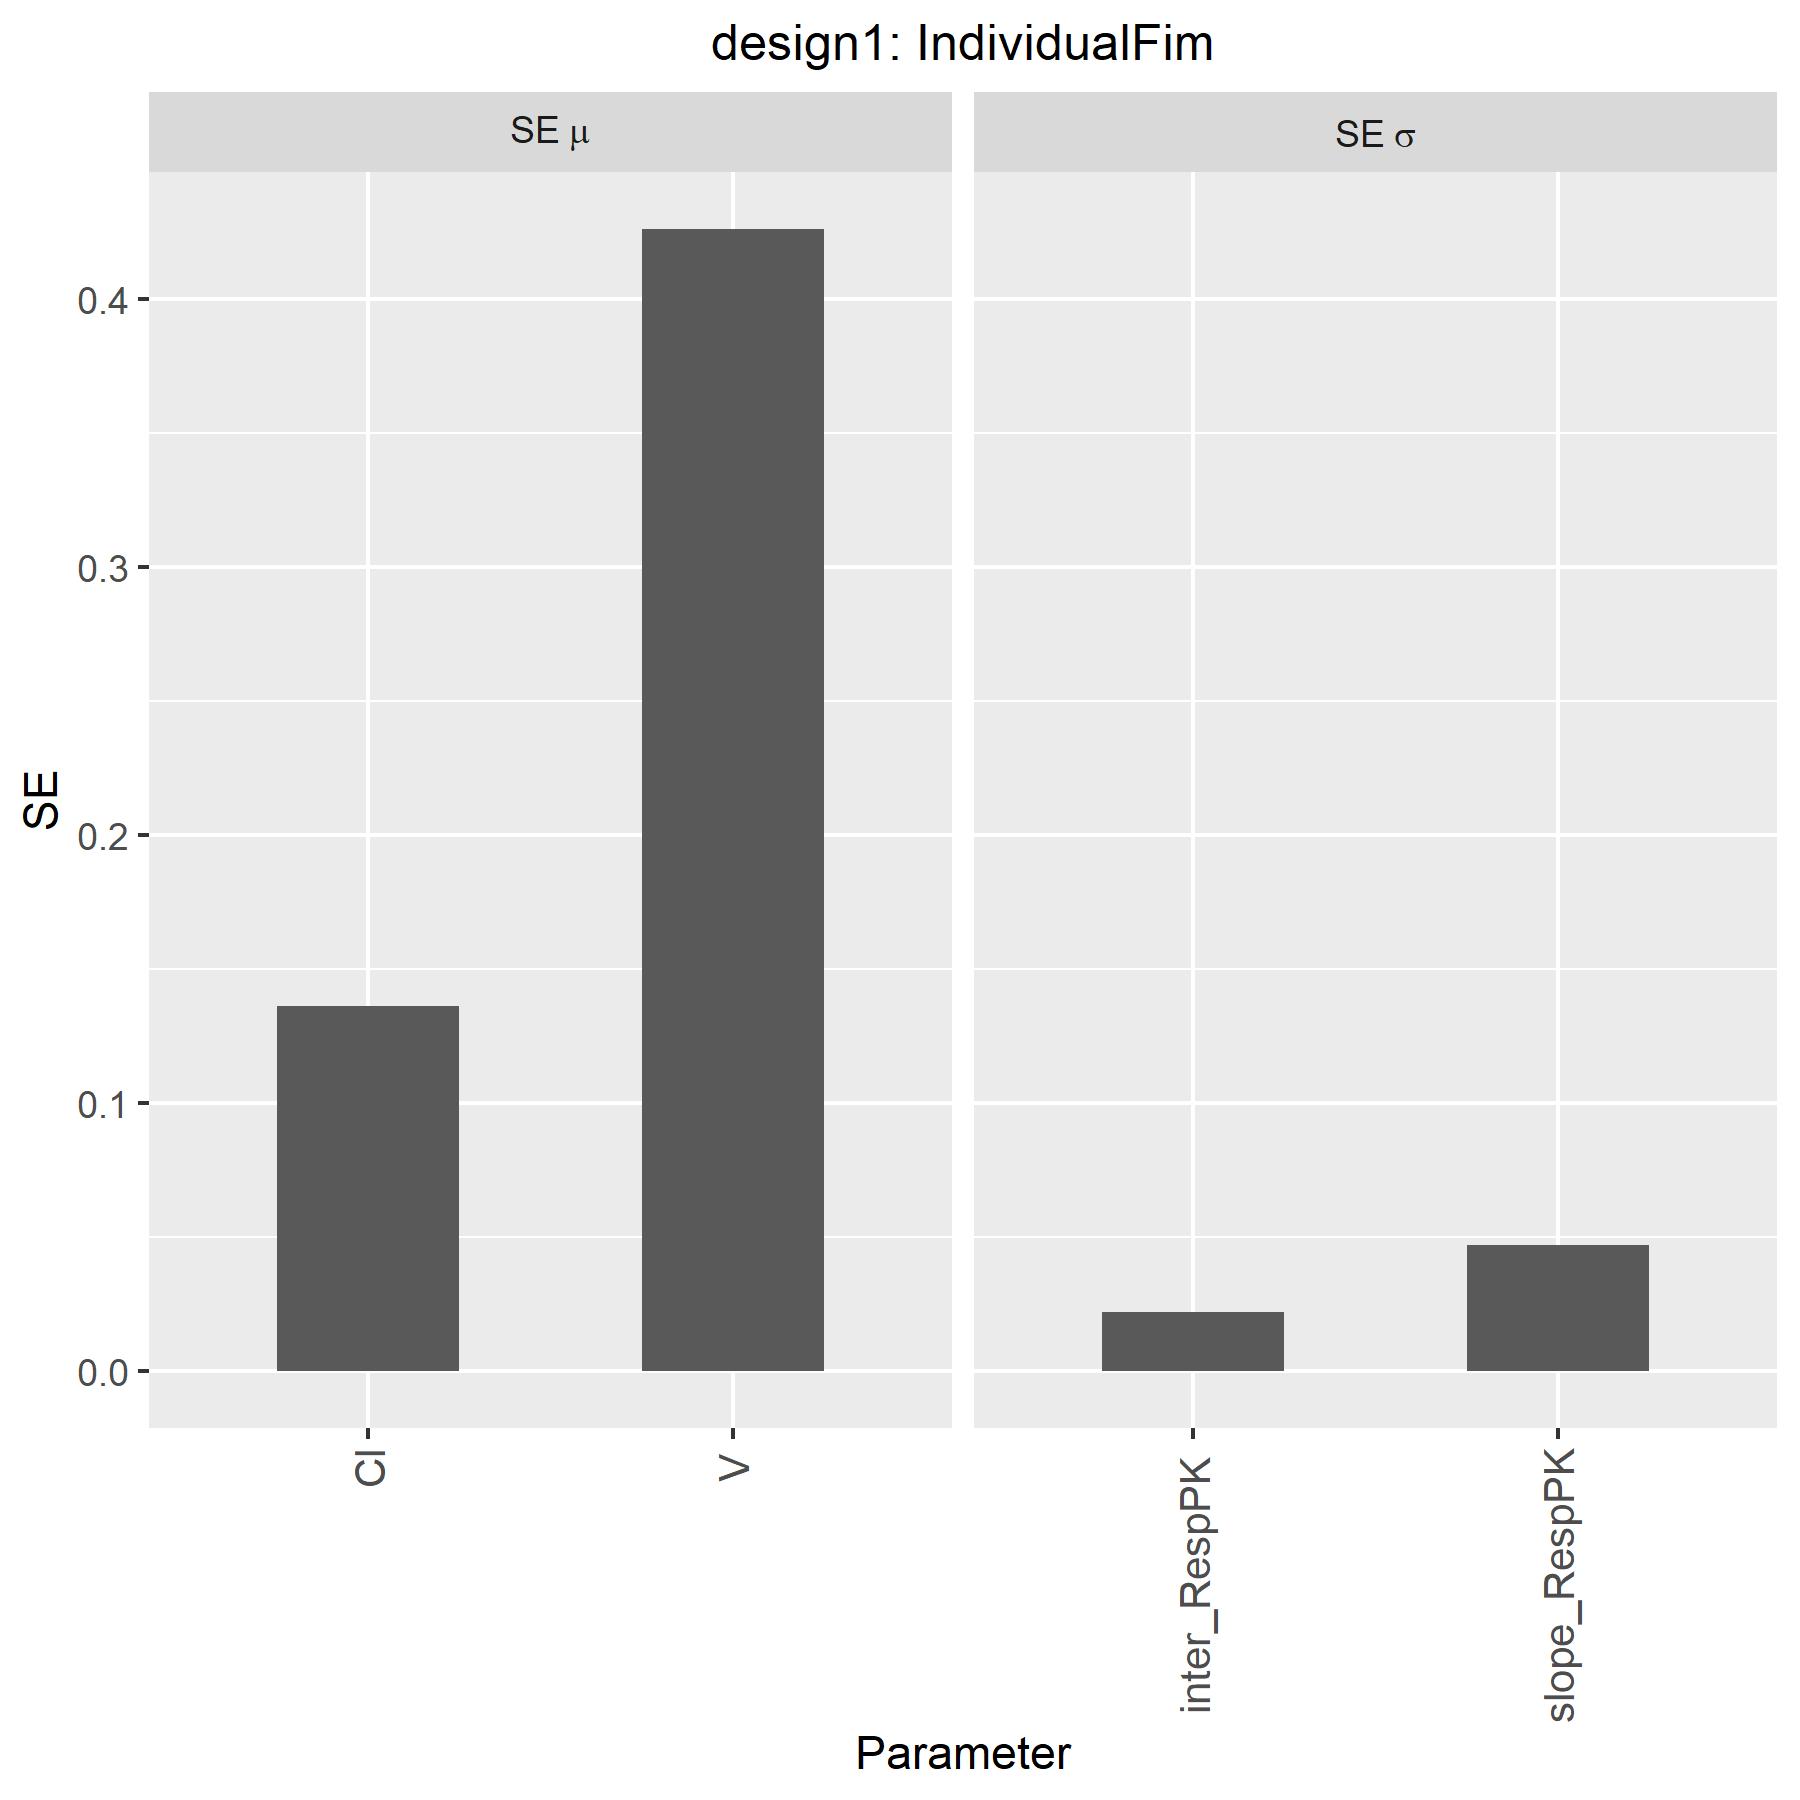 design1: IndividualFim
SE μ
SE σ
SE
0.4
0.3
0.2
0.1
0.0
Cl
V
inter_RespPK
slope_RespPK
Parameter